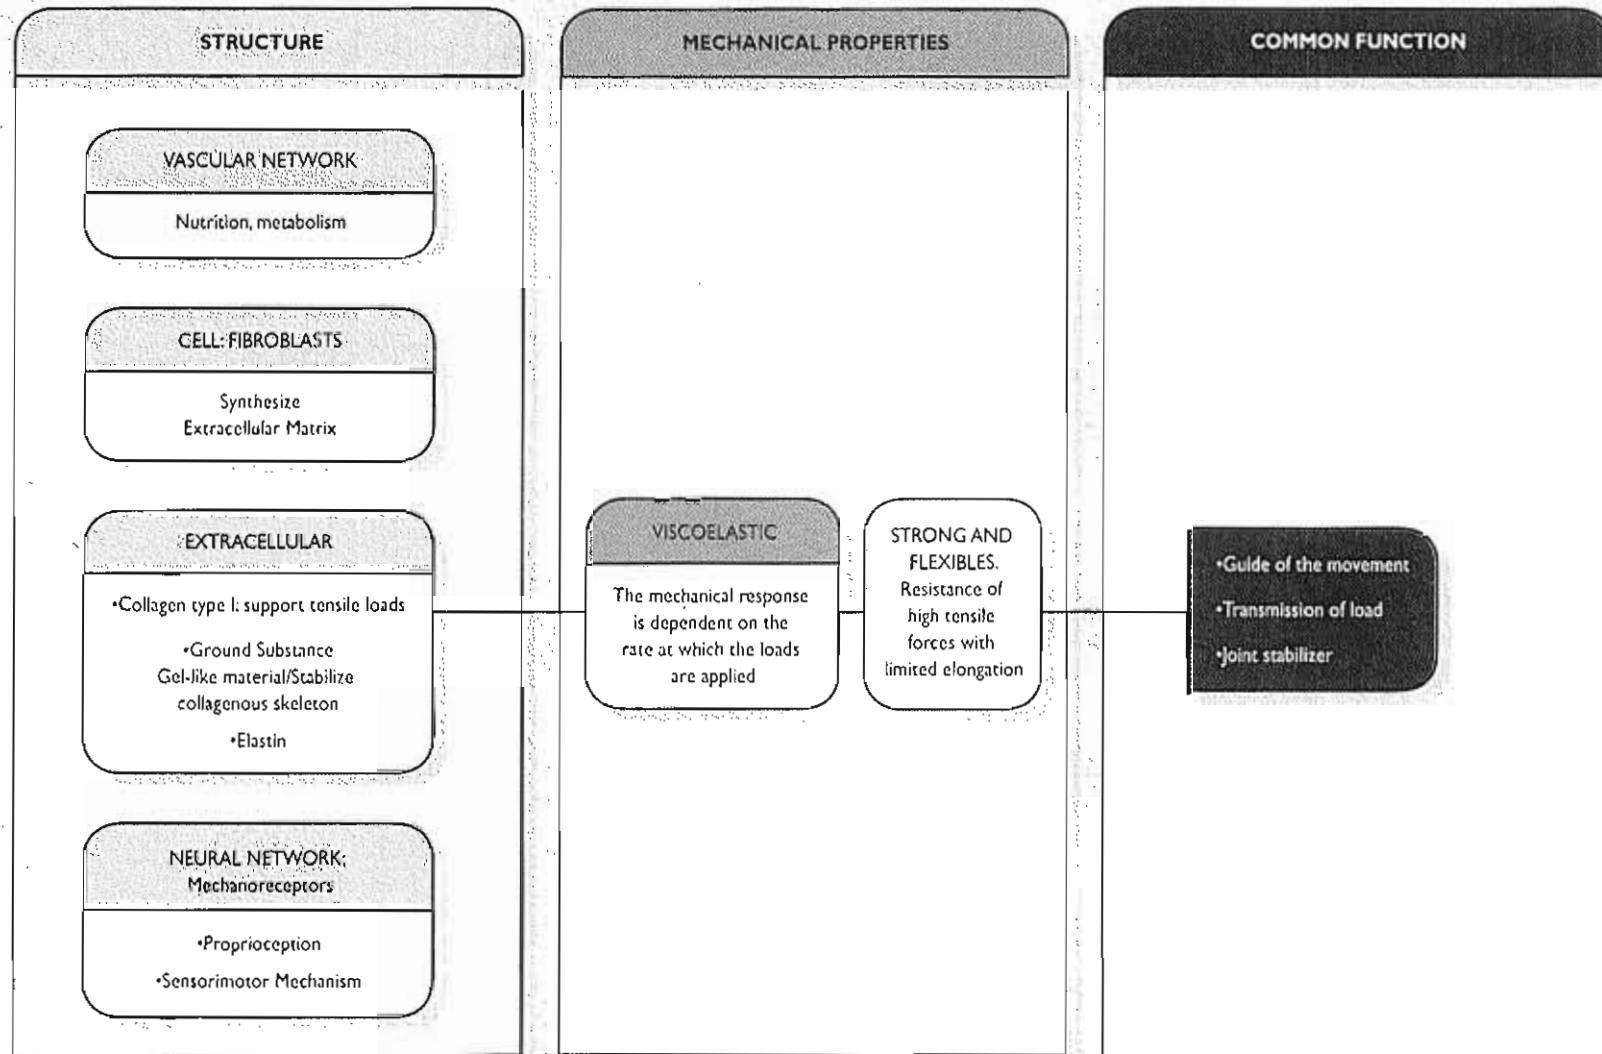 STRUCTURE
VASCULAR NETWORK
Nutrition, metabolism
CELL: FIBROBLASTS
Synthesize
Extracellular Matrix
EXTRACELLULAR
•Collagen type I: support tensile loads
•Ground Substance
Gel-like material/Stabilize
collagenous skeleton
•Elastin
NEURAL NETWORK:
Mechanoreceptors
•Proprioception
•Sensorimotor Mechanism
MECHANICAL PROPERTIES
VISCOELASTIC
The mechanical response
is dependent on the
rate at which the loads
are applied
STRONG AND
FLEXIBLES.
Resistance of
high tensile
forces with
limited elongation
COMMON FUNCTION
•Guide of the movement
•Transmission of load
•Joint stabilizer